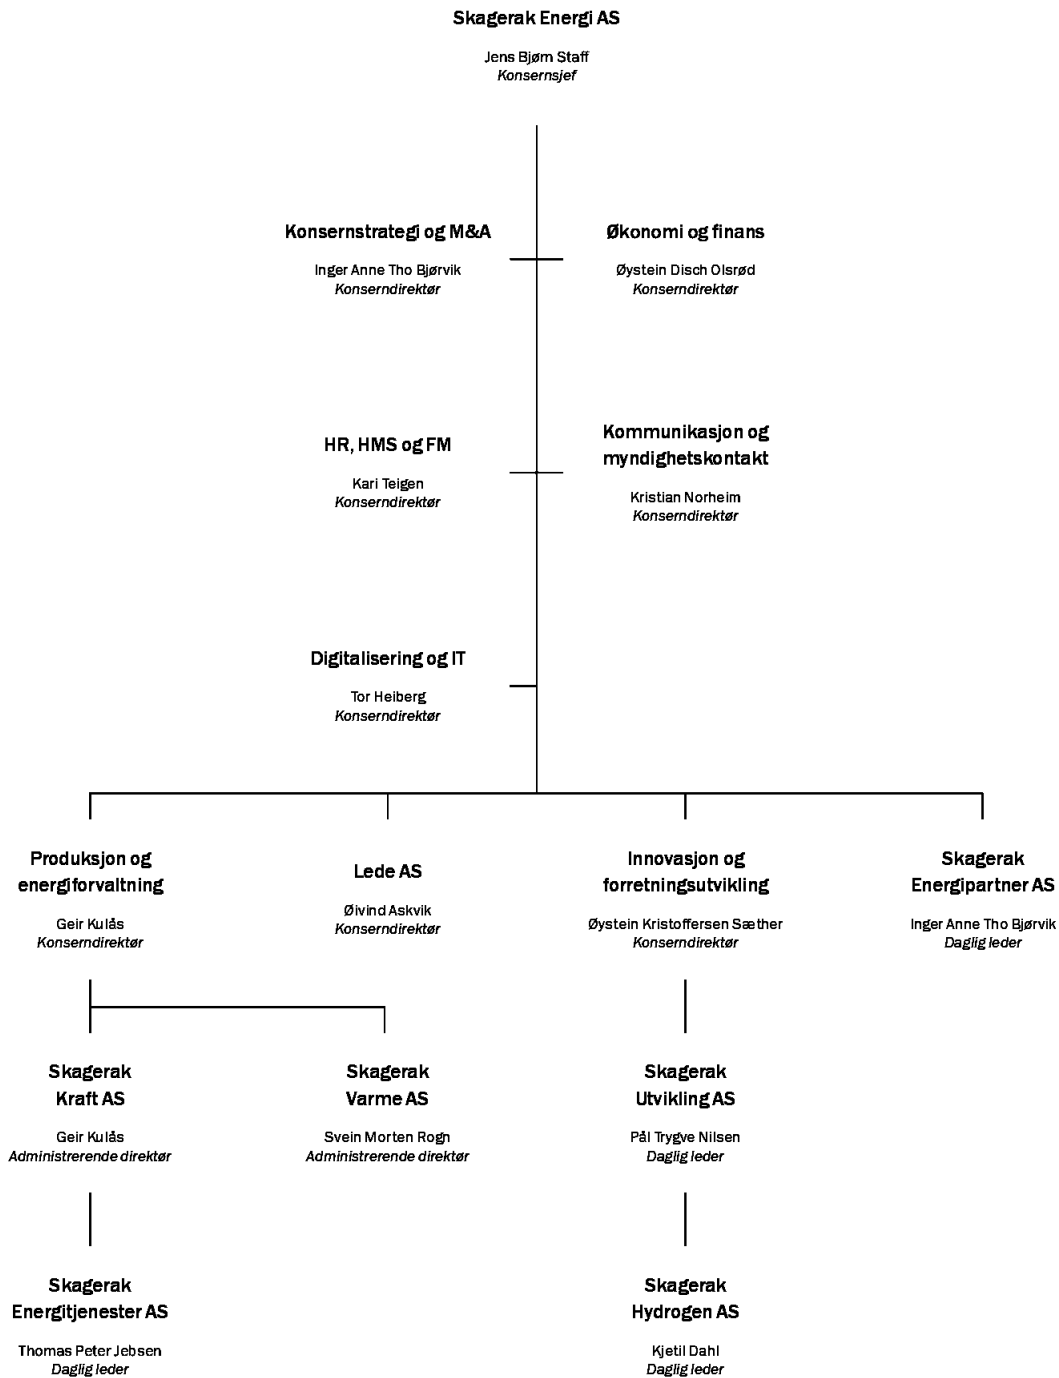 Skagerak Energi AS
Jens Bjørn Staff
Konsernsjef
Konsernstrategi og M&A
Inger Anne Tho Bjørvik
Konserndirektør
Økonomi og finans
Øystein Disch Olsrød
Konserndirektør
HR, HMS og FM
Kari Teigen
Konserndirektør
Kommunikasjon og
myndighetskontakt
Kristian Norheim
Konserndirektør
Digitalisering og IT
Tor Heiberg
Konserndirektør
Produksjon og
energiforvaltning
Geir Kulås
Konserndirektør
Lede AS
Øivind Askvik
Konserndirektør
Innovasjon og
forretningsutvikling
Øystein Kristoffersen Sæther
Konserndirektør
Skagerak
Energipartner AS
Inger Anne Tho Bjørvik
Daglig leder
Skagerak
Kraft AS
Geir Kulås
Administrerende direktør
Skagerak
Varme AS
Svein Morten Rogn
Administrerende direktør
Skagerak
Utvikling AS
Pål Trygve Nilsen
Daglig leder
Skagerak
Energitjenester AS
Thomas Peter Jebsen
Daglig leder
Skagerak
Hydrogen AS
Kjetil Dahl
Daglig leder